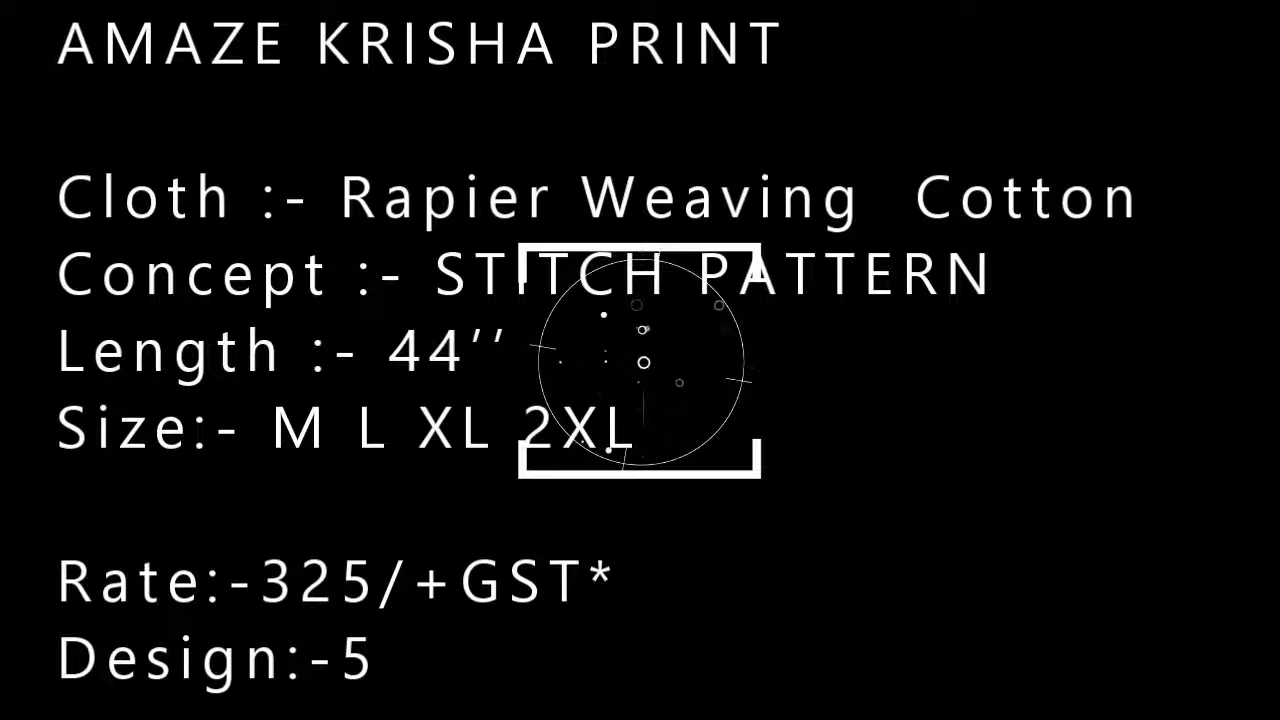 AMAZE KRISHA PRINT
Cloth :- Rapier Weaving Cotton
Concept :- STITCH PATTERN
Length :- 44’’
Size:- M L XL 2XL
Rate:-325/+GST*
Design:-5